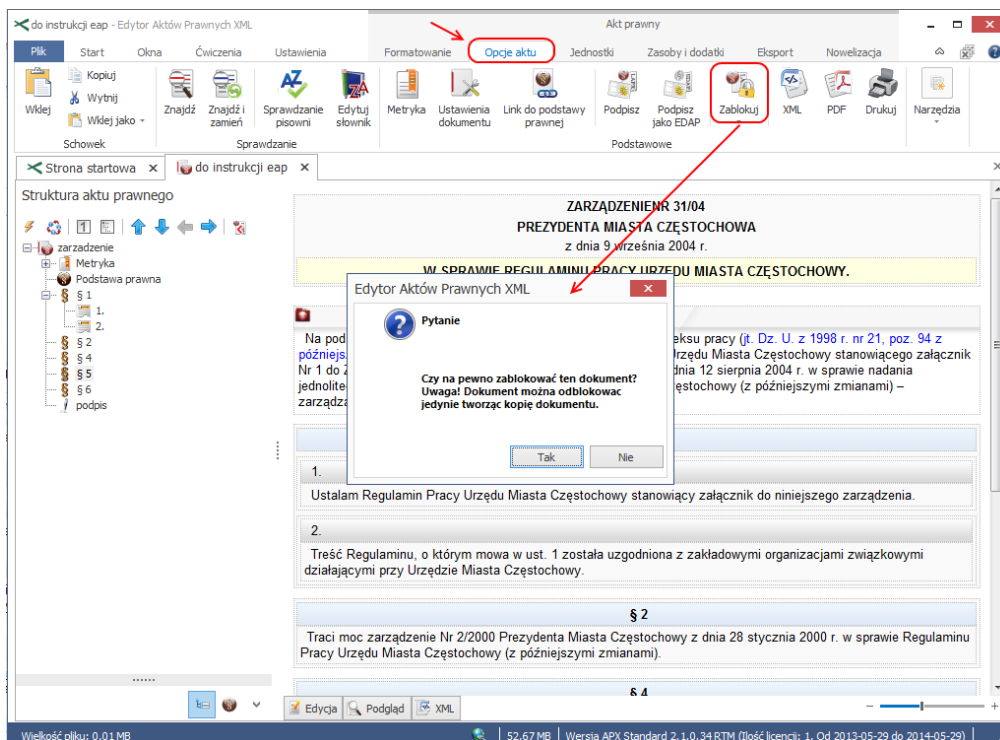 do instrukcji eap - Edytor Aktów Prawnych XML
Akt prawny
Plik Start Okna Ćwiczenia Ustawienia Formatowanie Opcje aktu Jednostki Zasoby i dodatki Eksport Nowelizacja
Wklej
Kopiuj
Wytnij
Wklej jako
Znajdź
Znajdź i zamień
Sprawdzanie pisowni
Edytuj słownik
Metryka
Ustawienia dokumentu
Link do podstawy prawnej
Podpisz
Podpisz jako EDAP
Zablokuj
XML
PDF
Drukuj
Narzędzia
Schowek
Sprawdzanie
Podstawowe
Strona startowa
do instrukcji eap
Struktura aktu prawnego
zarzadzenie
Metryka
Podstawa prawna
§ 1
1.
2.
§ 2
§ 4
§ 5
§ 6
podpis
ZARZĄDZENIENR 31/04
PREZYDENTA MIASTA CZĘSTOCHOWA
z dnia 9 września 2004 r.
W SPRAWIE REGULAMINU PRACY URZĘDU MIASTA CZĘSTOCHOWY.
Na pod eksu pracy (jt. Dz. U. z 1998 r. nr 21, poz. 94 z
późniejs Urzędu Miasta Częstochowy stanowiącego załącznik
Nr 1 do Z dnia 12 sierpnia 2004 r. w sprawie nadania
jednolite ęstochowy (z późniejszymi zmianami) –
zarządza
Edytor Aktów Prawnych XML
Pytanie
Czy na pewno zablokować ten dokument?
Uwaga! Dokument można odblokowac
jedynie tworząc kopię dokumentu.
Tak
Nie
1.
Ustalam Regulamin Pracy Urzędu Miasta Częstochowy stanowiący załącznik do niniejszego zarządzenia.
2.
Treść Regulaminu, o którym mowa w ust. 1 została uzgodniona z zakładowymi organizacjami związkowymi
działającymi przy Urzędzie Miasta Częstochowy.
§ 2
Traci moc zarządzenie Nr 2/2000 Prezydenta Miasta Częstochowy z dnia 28 stycznia 2000 r. w sprawie Regulaminu
Pracy Urzędu Miasta Częstochowy (z późniejszymi zmianami).
§ 4
Edycja Podgląd XML
Wielkość pliku: 0.01 MB
52,67 MB
Wersja APX Standard 2.1.0.34 RTM (Ilość licencji: 1, Od 2013-05-29 do 2014-05-29)